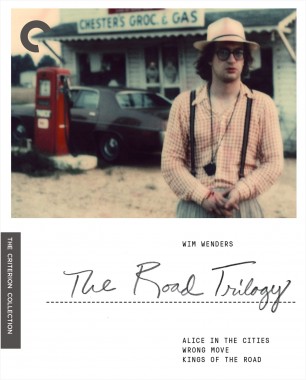 CHESTER'S GROC. & GAS
WIM WENDERS
The Road Trilogy
THE CRITERION COLLECTION
ALICE IN THE CITIES
WRONG MOVE
KINGS OF THE ROAD